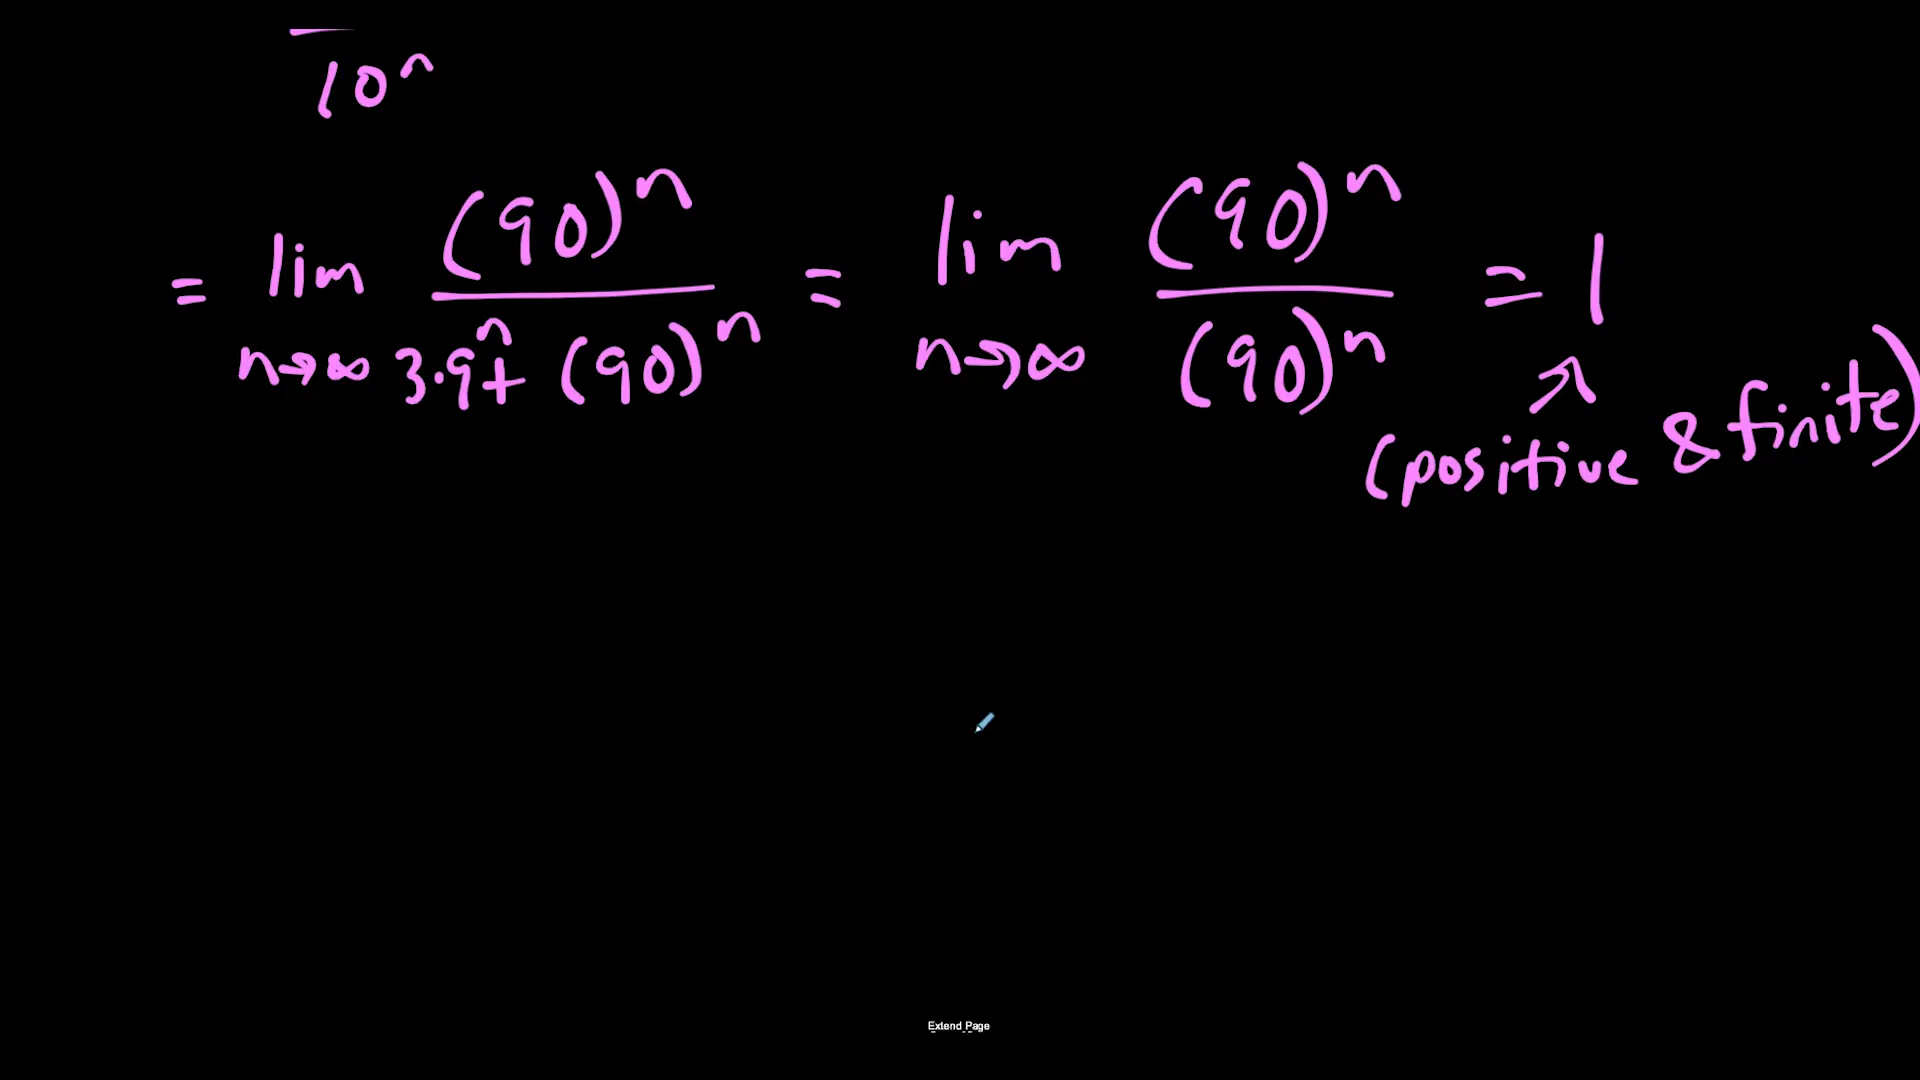 10^n
= lim n→∞ (90)^n / 3·9^n + (90)^n = lim n→∞ (90)^n / (90)^n = 1
(positive & finite)
Extend Page